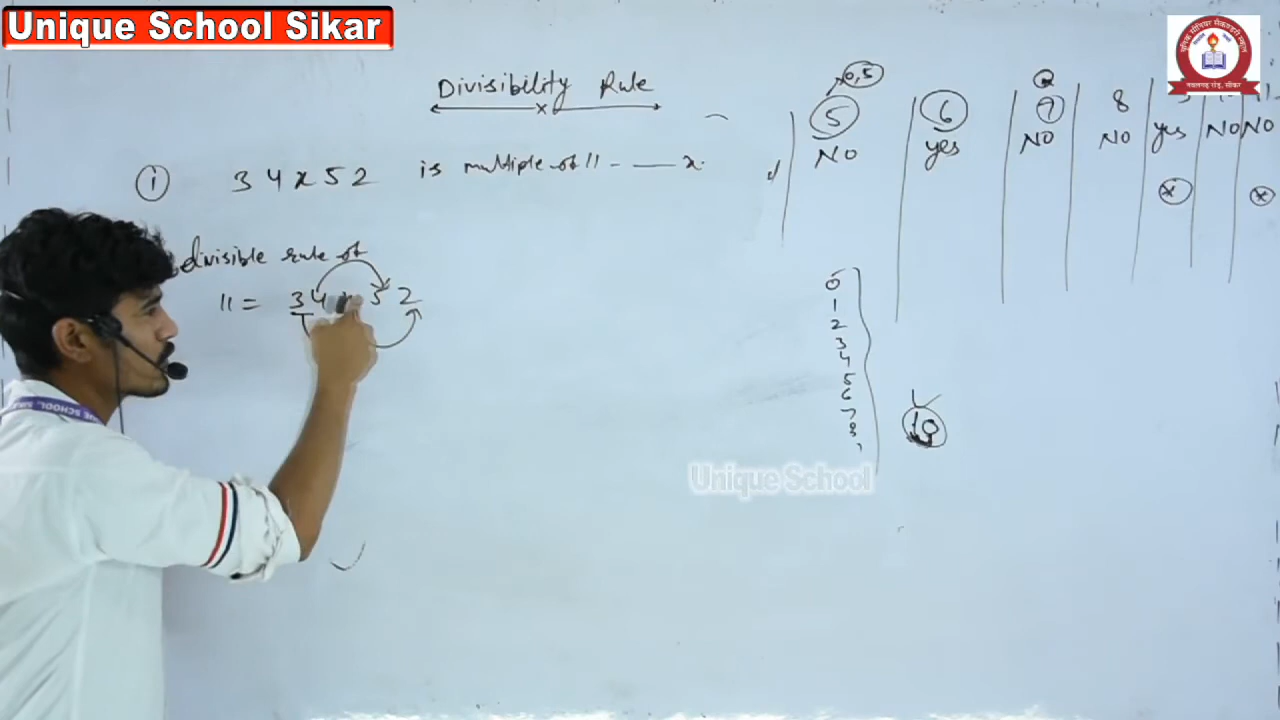 Unique School Sikar
Divisibility Rule
i 34x52 is multiple of 11 - — x.
divisible rule of
11 = 34 52
0,5
5 6 7 8
No yes No No yes No No
0
1
2
3
4
5
6
7
8
10
Unique School
SCHOOL, SIKAR